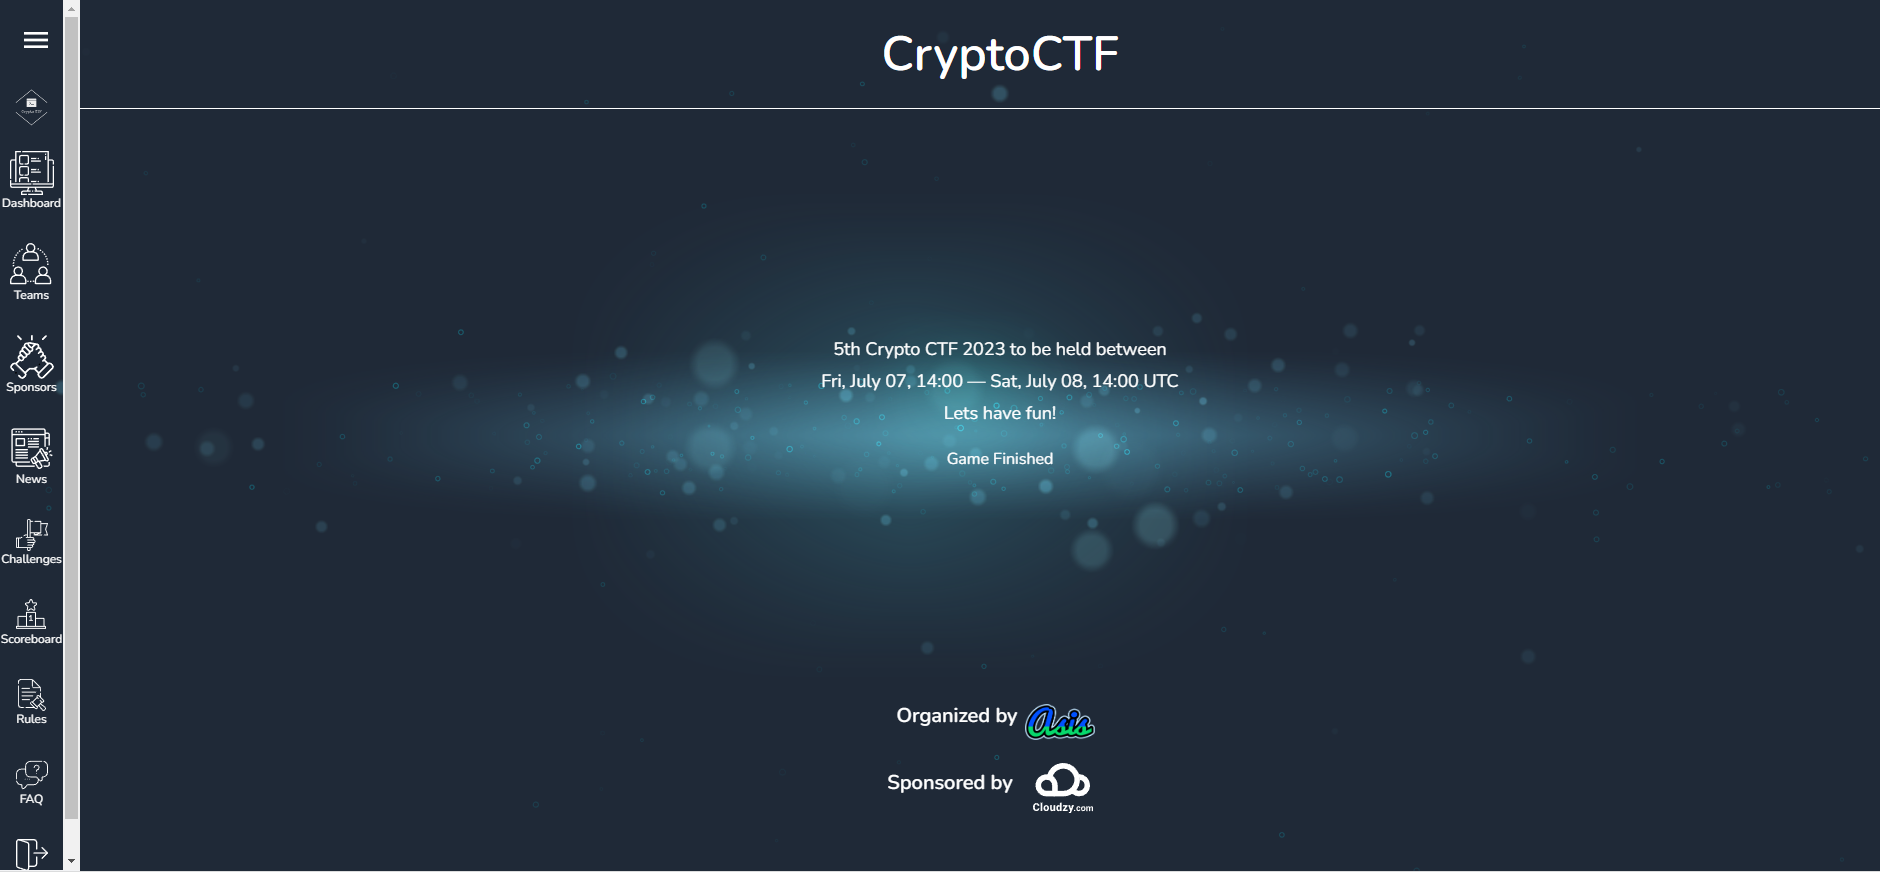 CryptoCTF
Dashboard
Teams
Sponsors
News
Challenges
Scoreboard
Rules
FAQ
5th Crypto CTF 2023 to be held between
Fri, July 07, 14:00 — Sat, July 08, 14:00 UTC
Lets have fun!
Game Finished
Organized by Asis
Sponsored by
Cloudzy.com